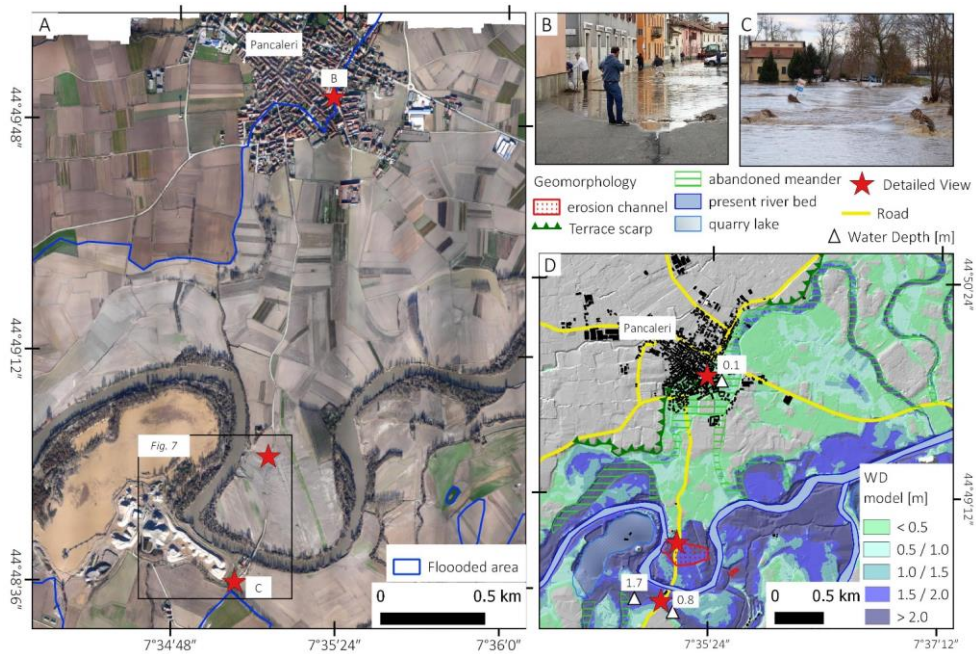 A
Pancaleri
B
44°49'48"
44°49'12"
44°48'36"
Fig. 7
C
Floooded area
0 0.5 km
7°34'48" 7°35'24" 7°36'0"
B
C
Geomorphology
erosion channel
Terrace scarp
abandoned meander
present river bed
quarry lake
Detailed View
Road
Water Depth [m]
D
Pancaleri
0.1
1.7
0.8
44°50'24"
44°49'12"
WD
model [m]
< 0.5
0.5 / 1.0
1.0 / 1.5
1.5 / 2.0
> 2.0
0 0.5 km
7°35'24" 7°37'12"